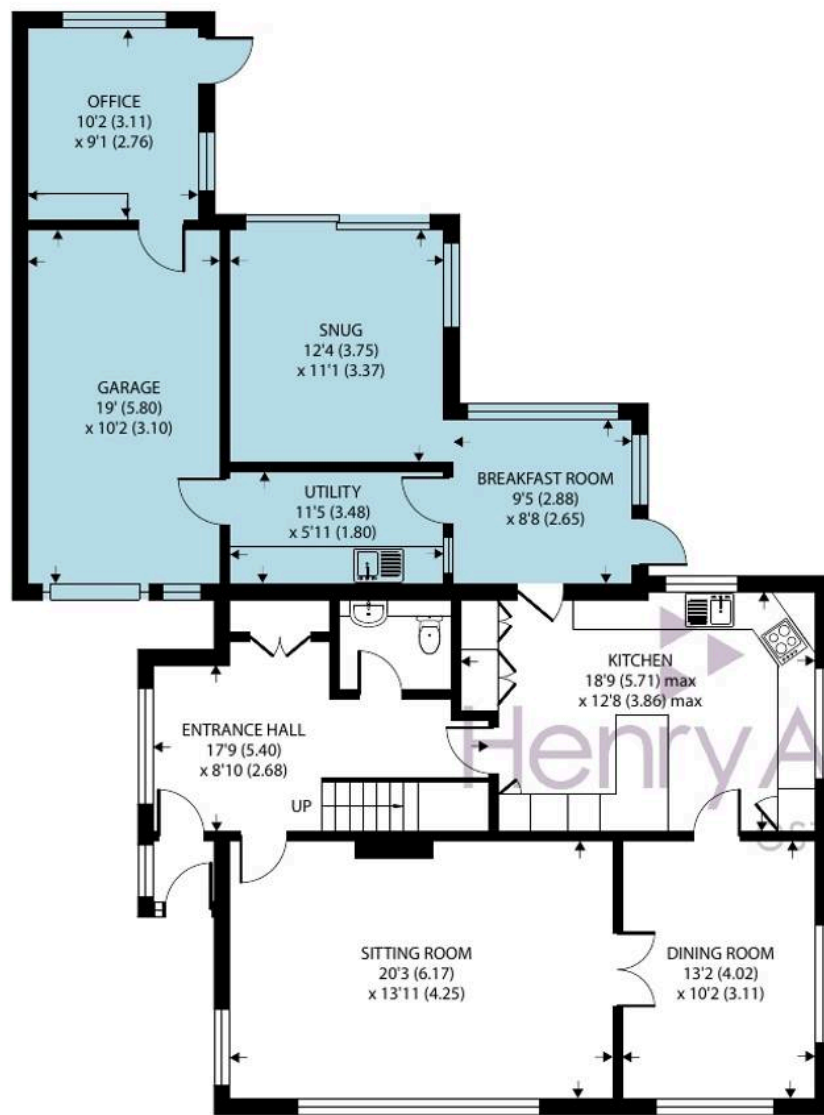 OFFICE
10'2 (3.11)
x 9'1 (2.76)
SNUG
12'4 (3.75)
x 11'1 (3.37)
GARAGE
19' (5.80)
x 10'2 (3.10)
UTILITY
11'5 (3.48)
x 5'11 (1.80)
BREAKFAST ROOM
9'5 (2.88)
x 8'8 (2.65)
KITCHEN
18'9 (5.71) max
x 12'8 (3.86) max
ENTRANCE HALL
17'9 (5.40)
x 8'10 (2.68)
Henry A
UP
SITTING ROOM
20'3 (6.17)
x 13'11 (4.25)
DINING ROOM
13'2 (4.02)
x 10'2 (3.11)